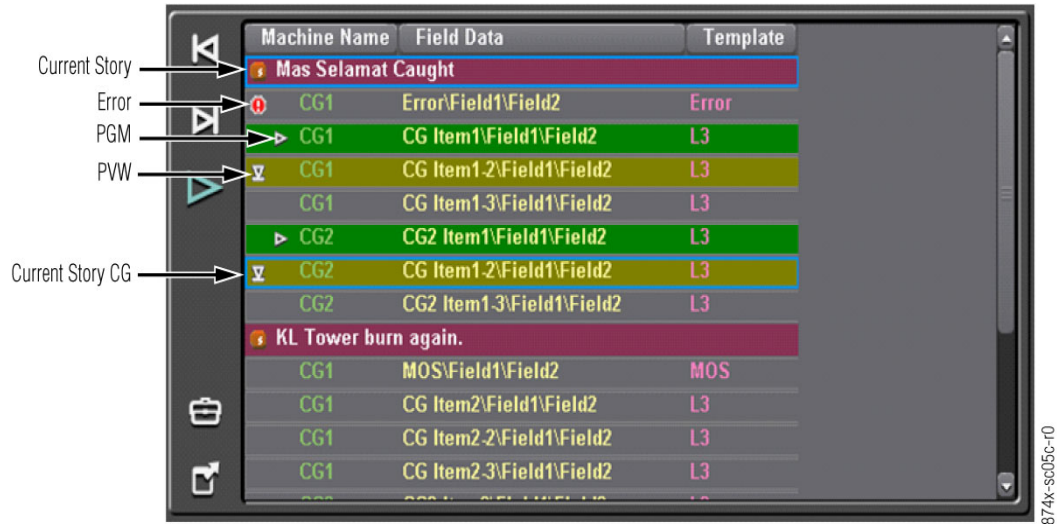 Machine Name Field Data Template
Current Story Mas Selamat Caught
Error CG1 Error\Field1\Field2 Error
PGM CG1 CG Item1\Field1\Field2 L3
PVW CG1 CG Item1-2\Field1\Field2 L3
CG1 CG Item1-3\Field1\Field2 L3
CG2 CG2 Item1\Field1\Field2 L3
Current Story CG CG2 CG Item1-2\Field1\Field2 L3
CG2 CG2 Item1-3\Field1\Field2 L3
KL Tower burn again.
CG1 MOS\Field1\Field2 MOS
CG1 CG Item2\Field1\Field2 L3
CG1 CG Item2-2\Field1\Field2 L3
CG1 CG Item2-3\Field1\Field2 L3
874x-sc05c-r0